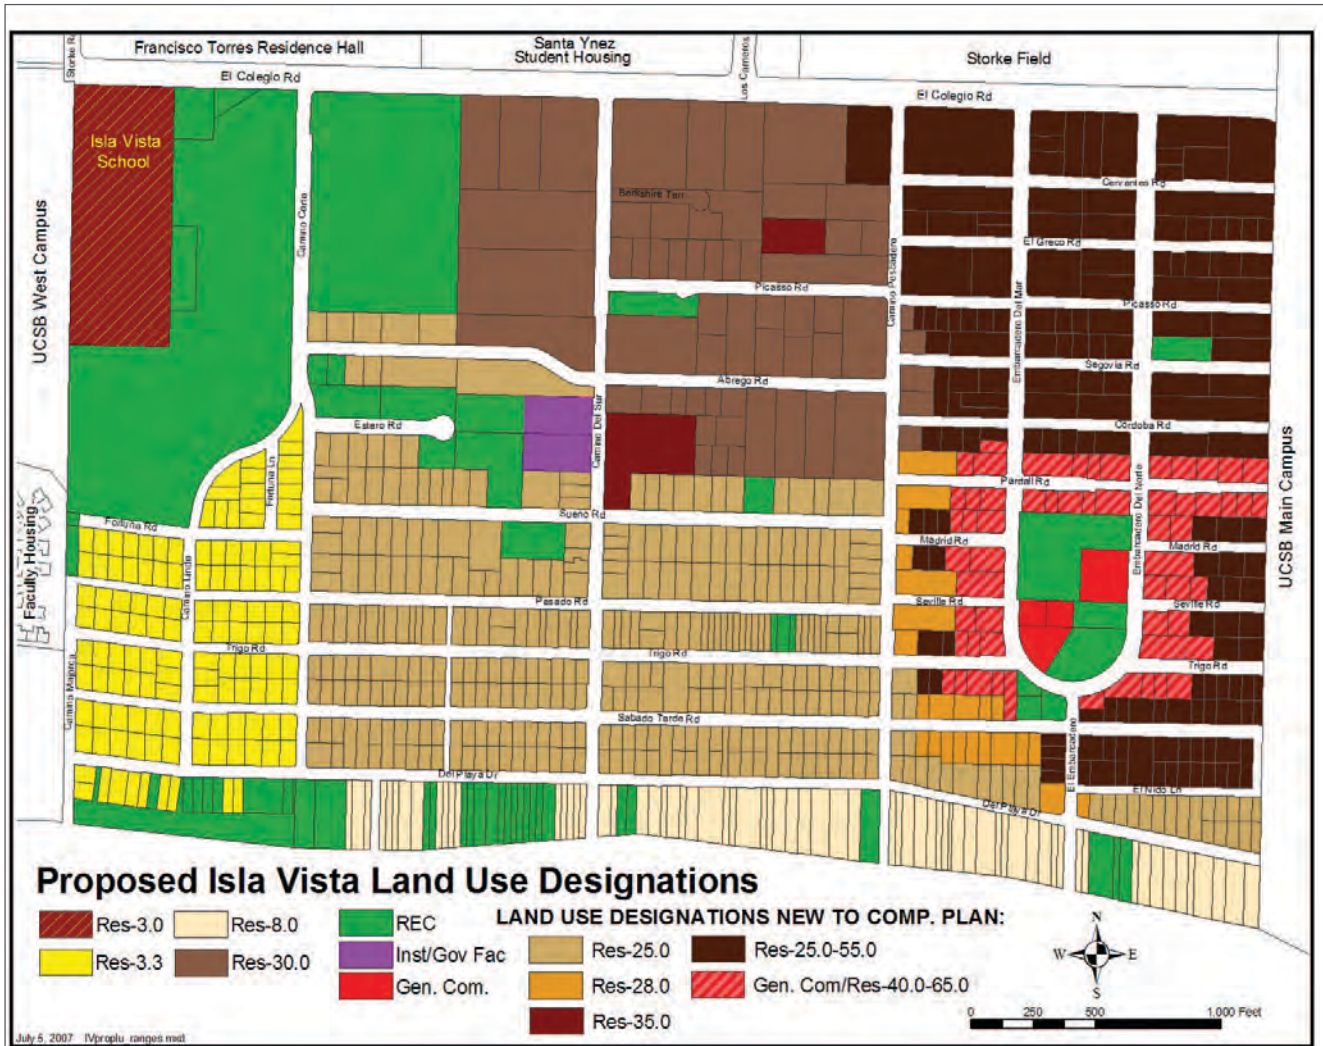 Francisco Torres Residence Hall
Santa Ynez
Student Housing
Storke Field
Storke Rd
Los Carneros
El Colegio Rd
El Colegio Rd
Isla Vista
School
UCSB West Campus
Camino Corto
Berkshire Terr
Cervantes Rd
El Greco Rd
Picasso Rd
Picasso Rd
Camino Pescadero
Embarcadero Del Mar
Segovia Rd
Abrego Rd
Cordoba Rd
Estero Rd
Camino Del Sur
Pardall Rd
Fortuna Ln
Fortuna Rd
Sueno Rd
Madrid Rd
Madrid Rd
Embarcadero Del Norte
UCSB Main Campus
Faculty Housing
Camino Lindo
Pasado Rd
Seville Rd
Seville Rd
Trigo Rd
Trigo Rd
Trigo Rd
Camino Majorca
Sabado Tarde Rd
El Embarcadero
Del Playa Dr
El Nido Ln
Del Playa Dr
Proposed Isla Vista Land Use Designations
Res-3.0
Res-8.0
REC
Res-3.3
Res-30.0
Inst/Gov Fac
Gen. Com.
LAND USE DESIGNATIONS NEW TO COMP. PLAN:
Res-25.0
Res-25.0-55.0
Res-28.0
Gen. Com/Res-40.0-65.0
Res-35.0
N
W E
S
0 250 500 1,000 Feet
July 5, 2007 IVproplu_ranges.mxd